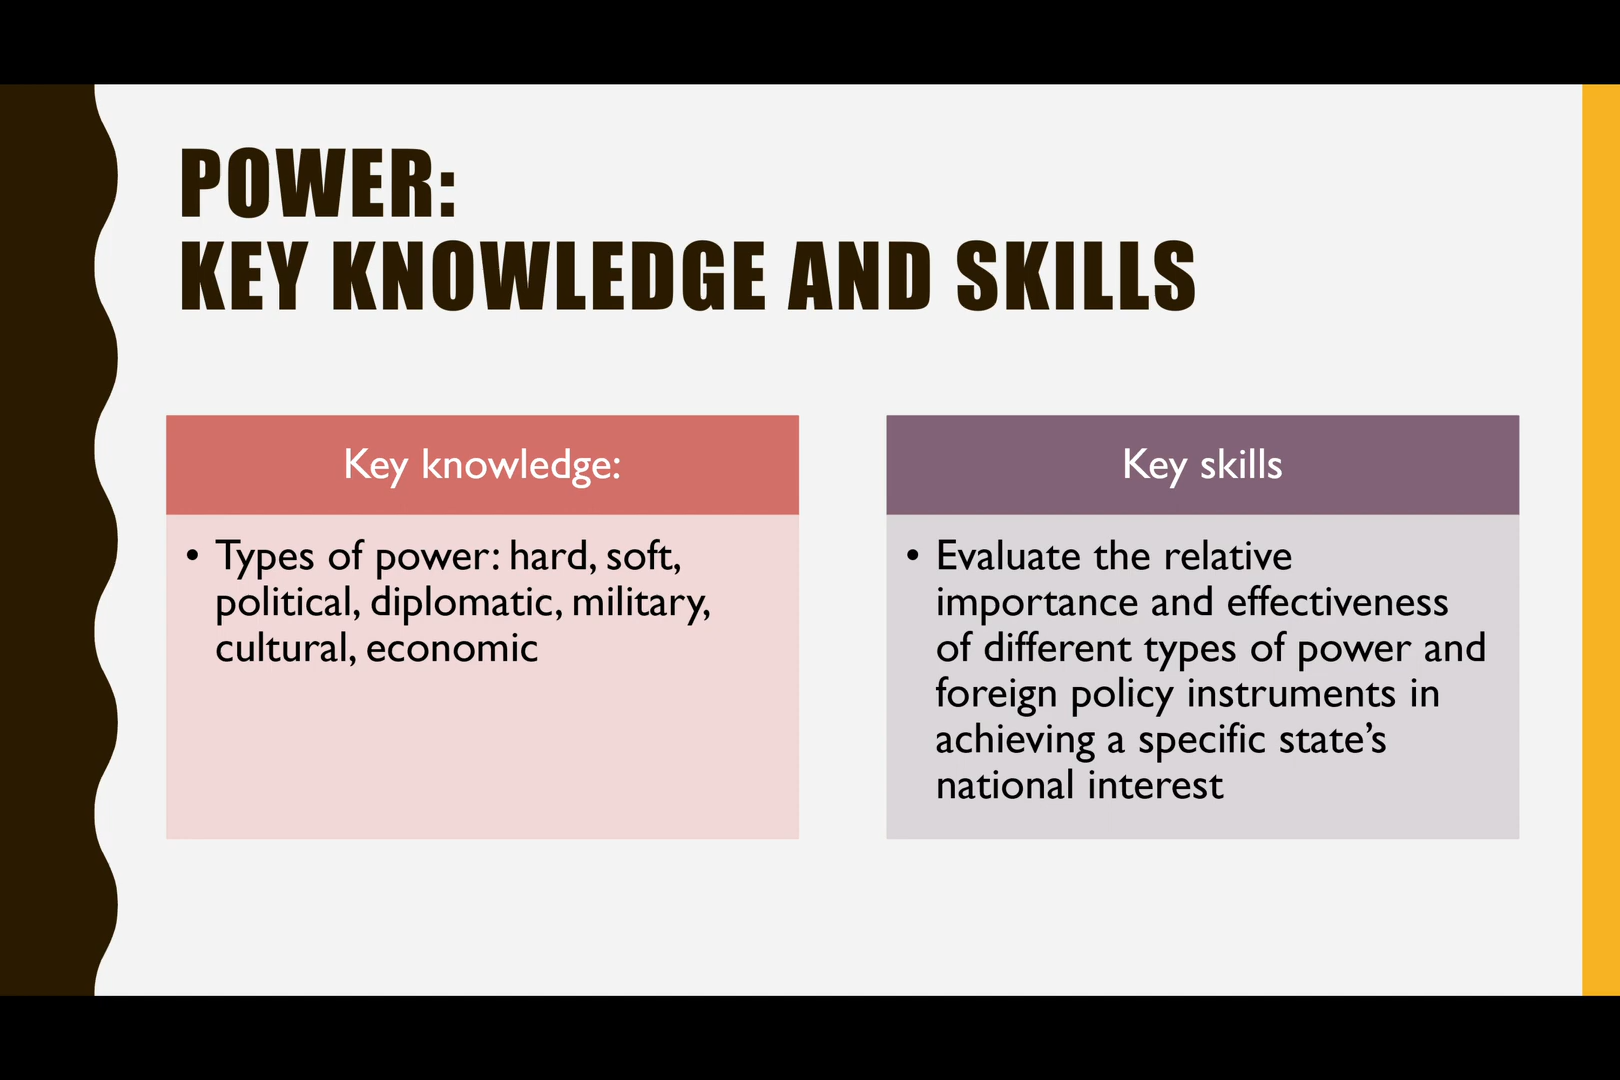 POWER:
KEY KNOWLEDGE AND SKILLS
Key knowledge:
• Types of power: hard, soft,
political, diplomatic, military,
cultural, economic
Key skills
• Evaluate the relative
importance and effectiveness
of different types of power and
foreign policy instruments in
achieving a specific state’s
national interest